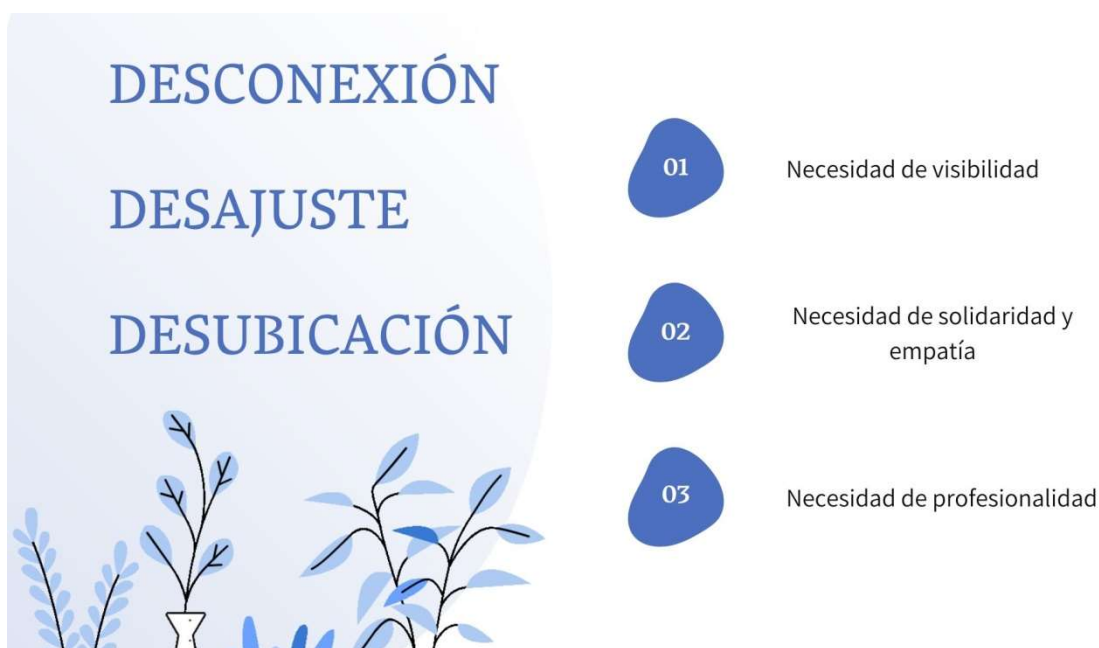 DESCONEXIÓN
DESAJUSTE
DESUBICACIÓN
01
Necesidad de visibilidad
02
Necesidad de solidaridad y
empatía
03
Necesidad de profesionalidad